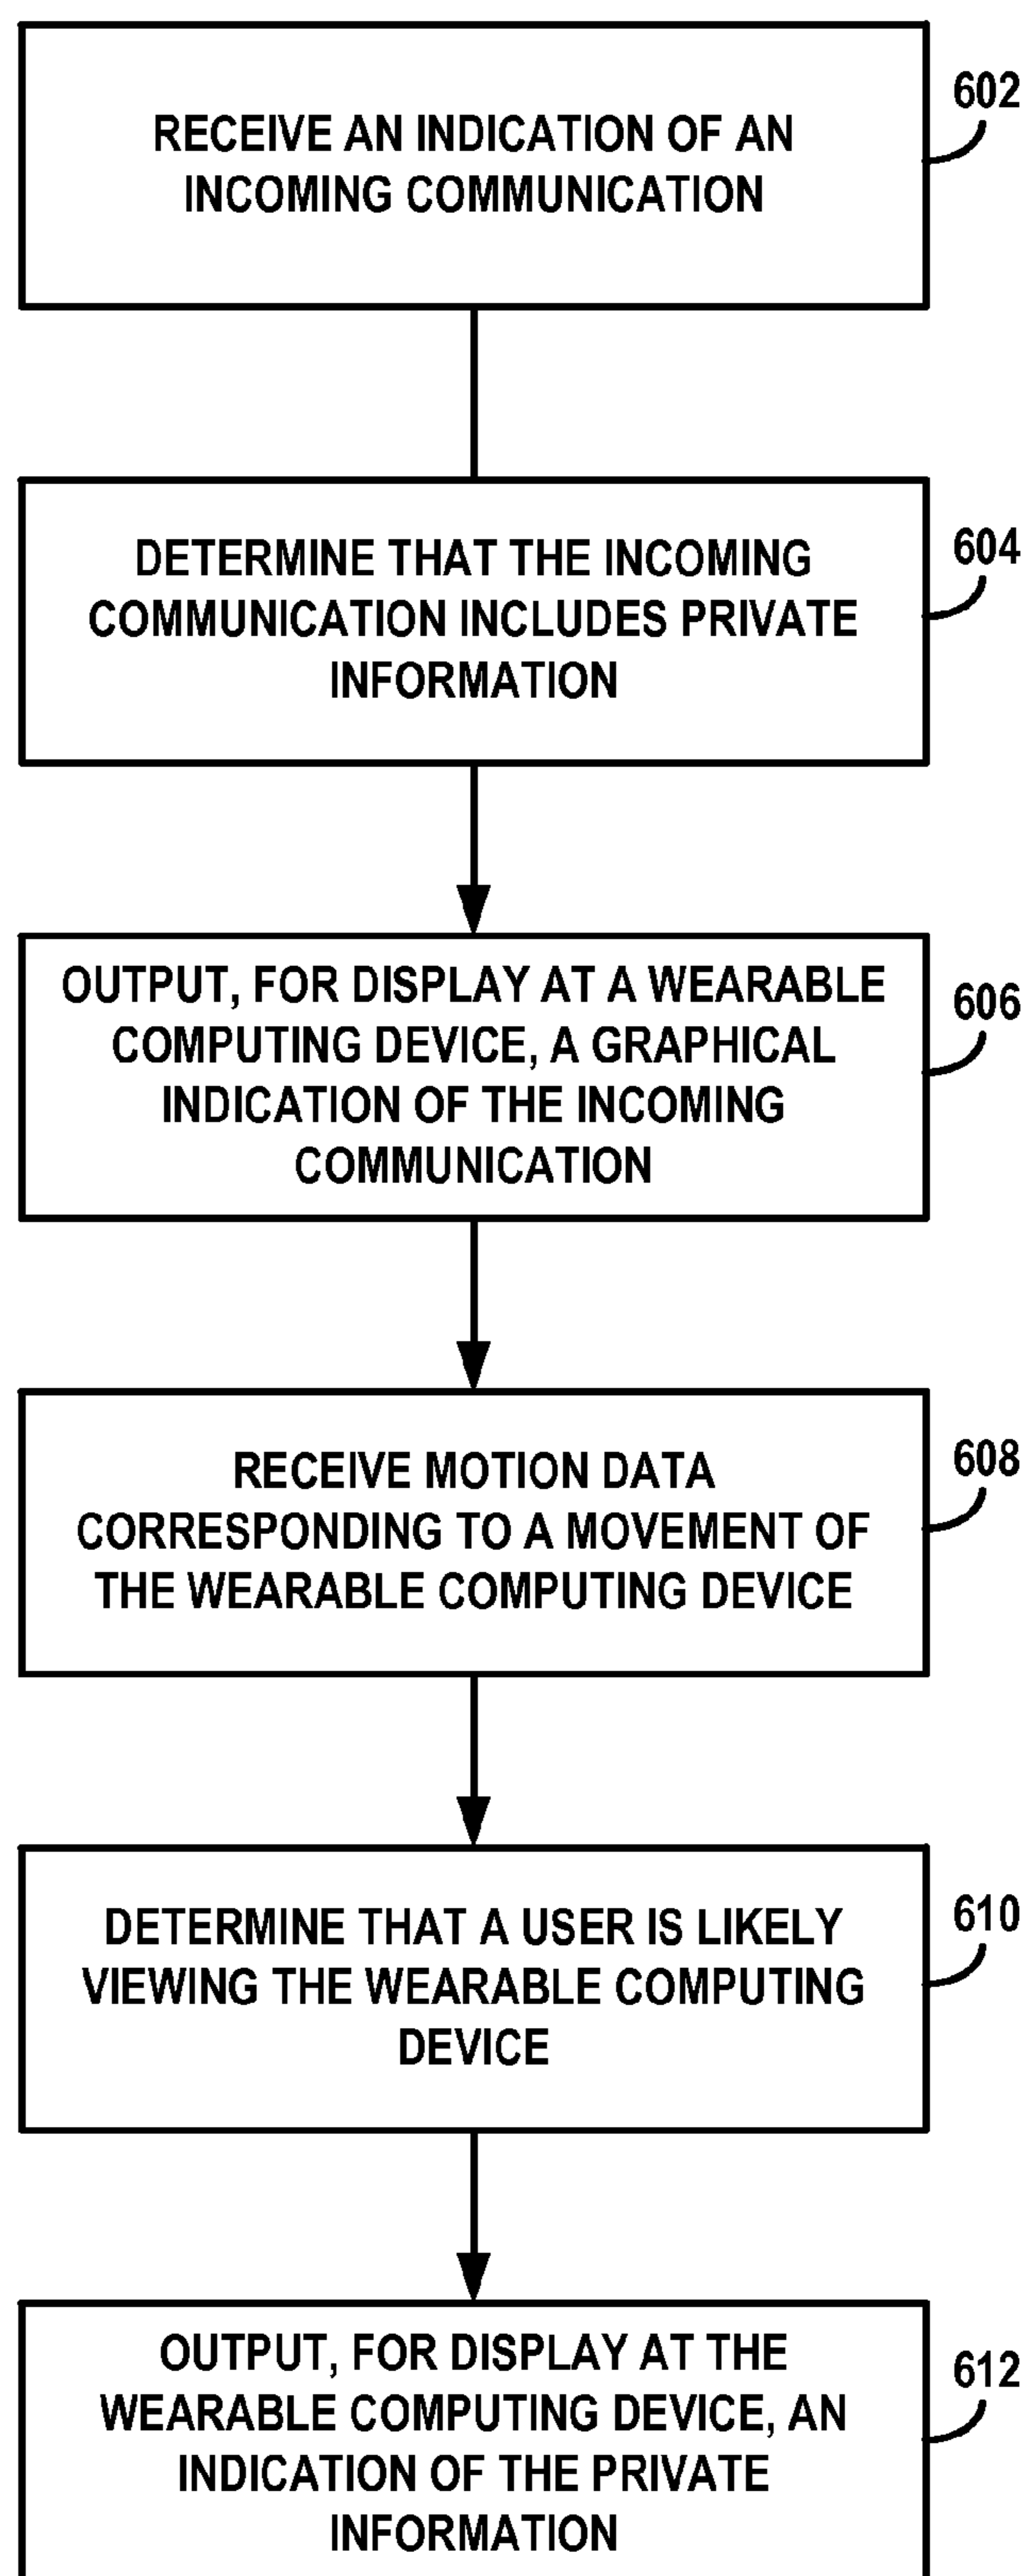 602
RECEIVE AN INDICATION OF AN
INCOMING COMMUNICATION
604
DETERMINE THAT THE INCOMING
COMMUNICATION INCLUDES PRIVATE
INFORMATION
606
OUTPUT, FOR DISPLAY AT A WEARABLE
COMPUTING DEVICE, A GRAPHICAL
INDICATION OF THE INCOMING
COMMUNICATION
608
RECEIVE MOTION DATA
CORRESPONDING TO A MOVEMENT OF
THE WEARABLE COMPUTING DEVICE
610
DETERMINE THAT A USER IS LIKELY
VIEWING THE WEARABLE COMPUTING
DEVICE
612
OUTPUT, FOR DISPLAY AT THE
WEARABLE COMPUTING DEVICE, AN
INDICATION OF THE PRIVATE
INFORMATION